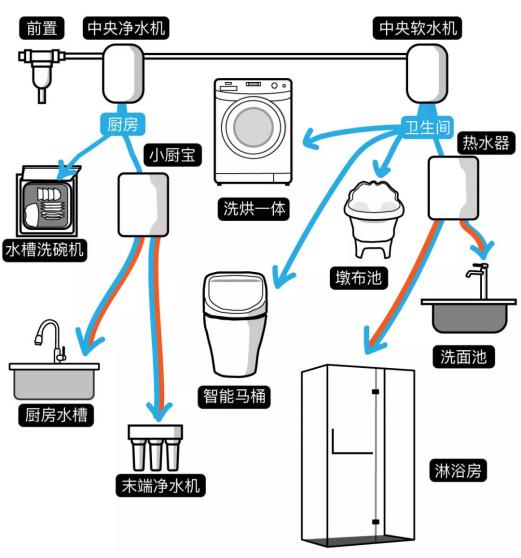 前置
中央净水机
中央软水机
厨房
卫生间
小厨宝
热水器
洗烘一体
水槽洗碗机
墩布池
洗面池
智能马桶
厨房水槽
末端净水机
淋浴房